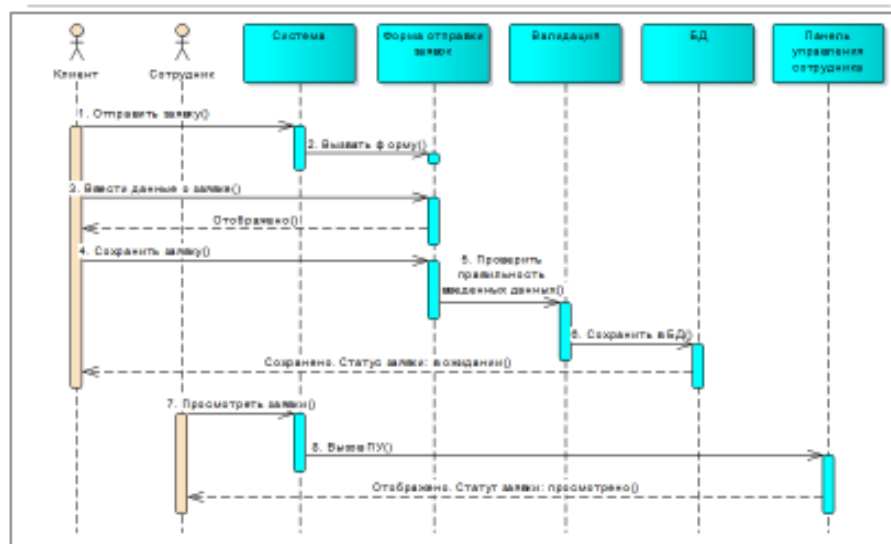 Клиент
Сотрудник
Система
Форма отправки
заявок
Валидация
БД
Панель
управления
сотрудника
1. Отправить заявку()
2. Вызвать форму()
3. Ввести данные о заявке()
Отображено()
4. Сохранить заявку()
5. Проверить
правильность
введенных данных()
6. Сохранить в БД()
Сохранено. Статус заявки: в ожидании()
7. Просмотреть заявки()
8. Вызов ПУ()
Отображено. Статут заявки: просмотрено()